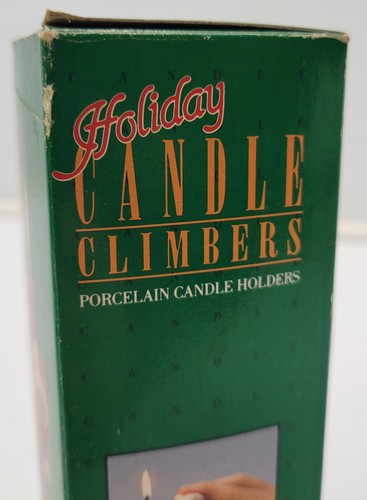 Holiday
CANDLE
CLIMBERS
PORCELAIN CANDLE HOLDERS